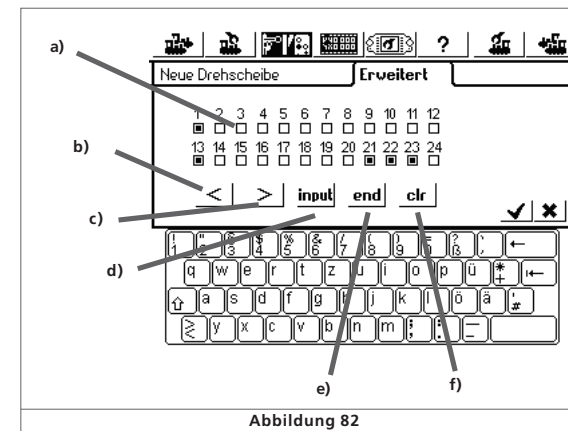 ?
a)
Neue Drehscheibe Erweitert
1 2 3 4 5 6 7 8 9 10 11 12
13 14 15 16 17 18 19 20 21 22 23 24
b)
< > input end clr
c)
d)
! " § $ % & / ( ) = ? `
1 2 3 4 5 6 7 8 9 0 ß ' ←
q w e r t z u i o p ü * +
a s d f g h j k l ö ä ' #
> < y x c v b n m ; , : . _ -
e)
f)
Abbildung 82